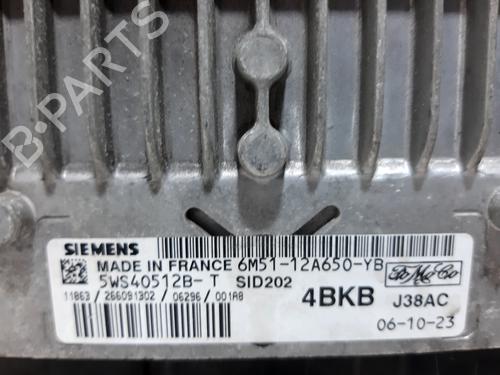 B-PARTS
SIEMENS
MADE IN FRANCE 6M51-12A650-YB
5WS40512B-T SID202
FoMoCo
11863 / 266091302 / 06296 / 001A8
4BKB J38AC
06-10-23